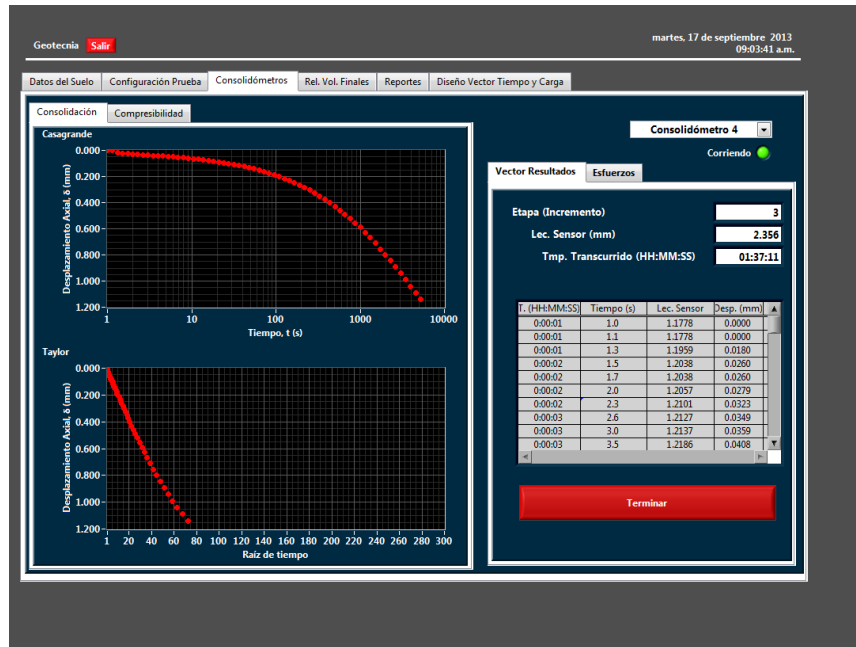 Geotecnia Salir
martes, 17 de septiembre 2013
09:03:41 a.m.
Datos del Suelo Configuración Prueba Consolidómetros Rel. Vol. Finales Reportes Diseño Vector Tiempo y Carga
Consolidación Compresibilidad
Casagrande
Desplazamiento Axial, δ (mm)
0.000
0.200
0.400
0.600
0.800
1.000
1.200
1 10 100 1000 10000
Tiempo, t (s)
Taylor
Desplazamiento Axial, δ (mm)
0.000
0.200
0.400
0.600
0.800
1.000
1.200
1 20 40 60 80 100 120 140 160 180 200 220 240 260 280 300
Raíz de tiempo
Consolidómetro 4
Corriendo
Vector Resultados Esfuerzos
Etapa (Incremento) 3
Lec. Sensor (mm) 2.356
Tmp. Transcurrido (HH:MM:SS) 01:37:11
T. (HH:MM:SS) Tiempo (s) Lec. Sensor Desp. (mm)
0:00:01 1.0 1.1778 0.0000
0:00:01 1.1 1.1778 0.0000
0:00:01 1.3 1.1959 0.0180
0:00:02 1.5 1.2038 0.0260
0:00:02 1.7 1.2038 0.0260
0:00:02 2.0 1.2057 0.0279
0:00:02 2.3 1.2101 0.0323
0:00:03 2.6 1.2127 0.0349
0:00:03 3.0 1.2137 0.0359
0:00:03 3.5 1.2186 0.0408
Terminar